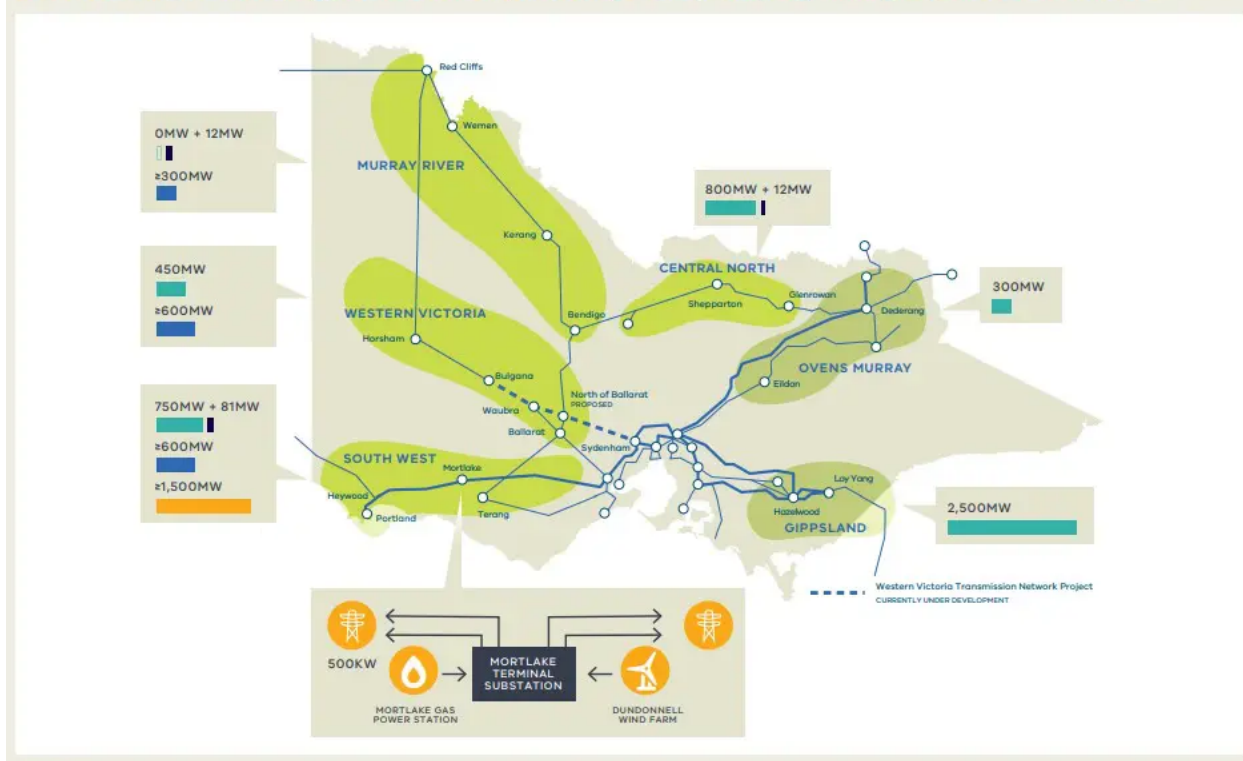 Red Cliffs
Wemen
MURRAY RIVER
Kerang
0MW + 12MW
≥300MW
800MW + 12MW
450MW
≥600MW
CENTRAL NORTH
Shepparton
Glenrowan
Dederang
300MW
WESTERN VICTORIA
Horsham
Bendigo
Bulgana
Waubra
North of Ballarat
PROPOSED
Ballarat
Sydenham
OVENS MURRAY
Eildon
750MW + 81MW
≥600MW
≥1,500MW
SOUTH WEST
Mortlake
Heywood
Portland
Terang
Loy Yang
Hazelwood
GIPPSLAND
2,500MW
Western Victoria Transmission Network Project
CURRENTLY UNDER DEVELOPMENT
500KW
MORTLAKE
TERMINAL
SUBSTATION
MORTLAKE GAS
POWER STATION
DUNDONNELL
WIND FARM